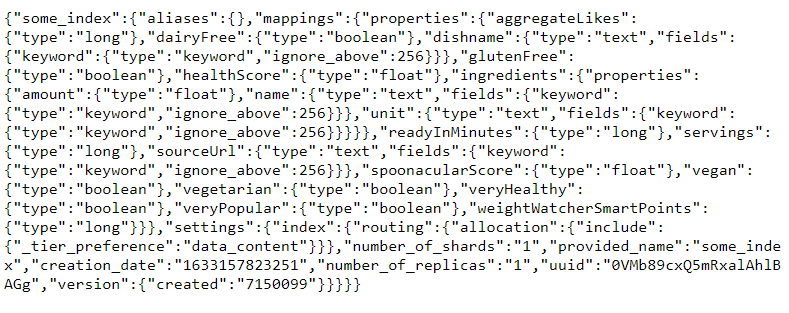 {"some_index":{"aliases":{},"mappings":{"properties":{"aggregateLikes":
{"type":"long"},"dairyFree":{"type":"boolean"},"dishname":{"type":"text","fields":
{"keyword":{"type":"keyword","ignore_above":256}}},"glutenFree":
{"type":"boolean"},"healthScore":{"type":"float"},"ingredients":{"properties":
{"amount":{"type":"float"},"name":{"type":"text","fields":{"keyword":
{"type":"keyword","ignore_above":256}}},"unit":{"type":"text","fields":{"keyword":
{"type":"keyword","ignore_above":256}}}}},"readyInMinutes":{"type":"long"},"servings":
{"type":"long"},"sourceUrl":{"type":"text","fields":{"keyword":
{"type":"keyword","ignore_above":256}}},"spoonacularScore":{"type":"float"},"vegan":
{"type":"boolean"},"vegetarian":{"type":"boolean"},"veryHealthy":
{"type":"boolean"},"veryPopular":{"type":"boolean"},"weightWatcherSmartPoints":
{"type":"long"}}},"settings":{"index":{"routing":{"allocation":{"include":
{"_tier_preference":"data_content"}}},"number_of_shards":"1","provided_name":"some_inde
x","creation_date":"1633157823251","number_of_replicas":"1","uuid":"0VMb89cxQ5mRxalAhlB
AGg","version":{"created":"7150099"}}}}}